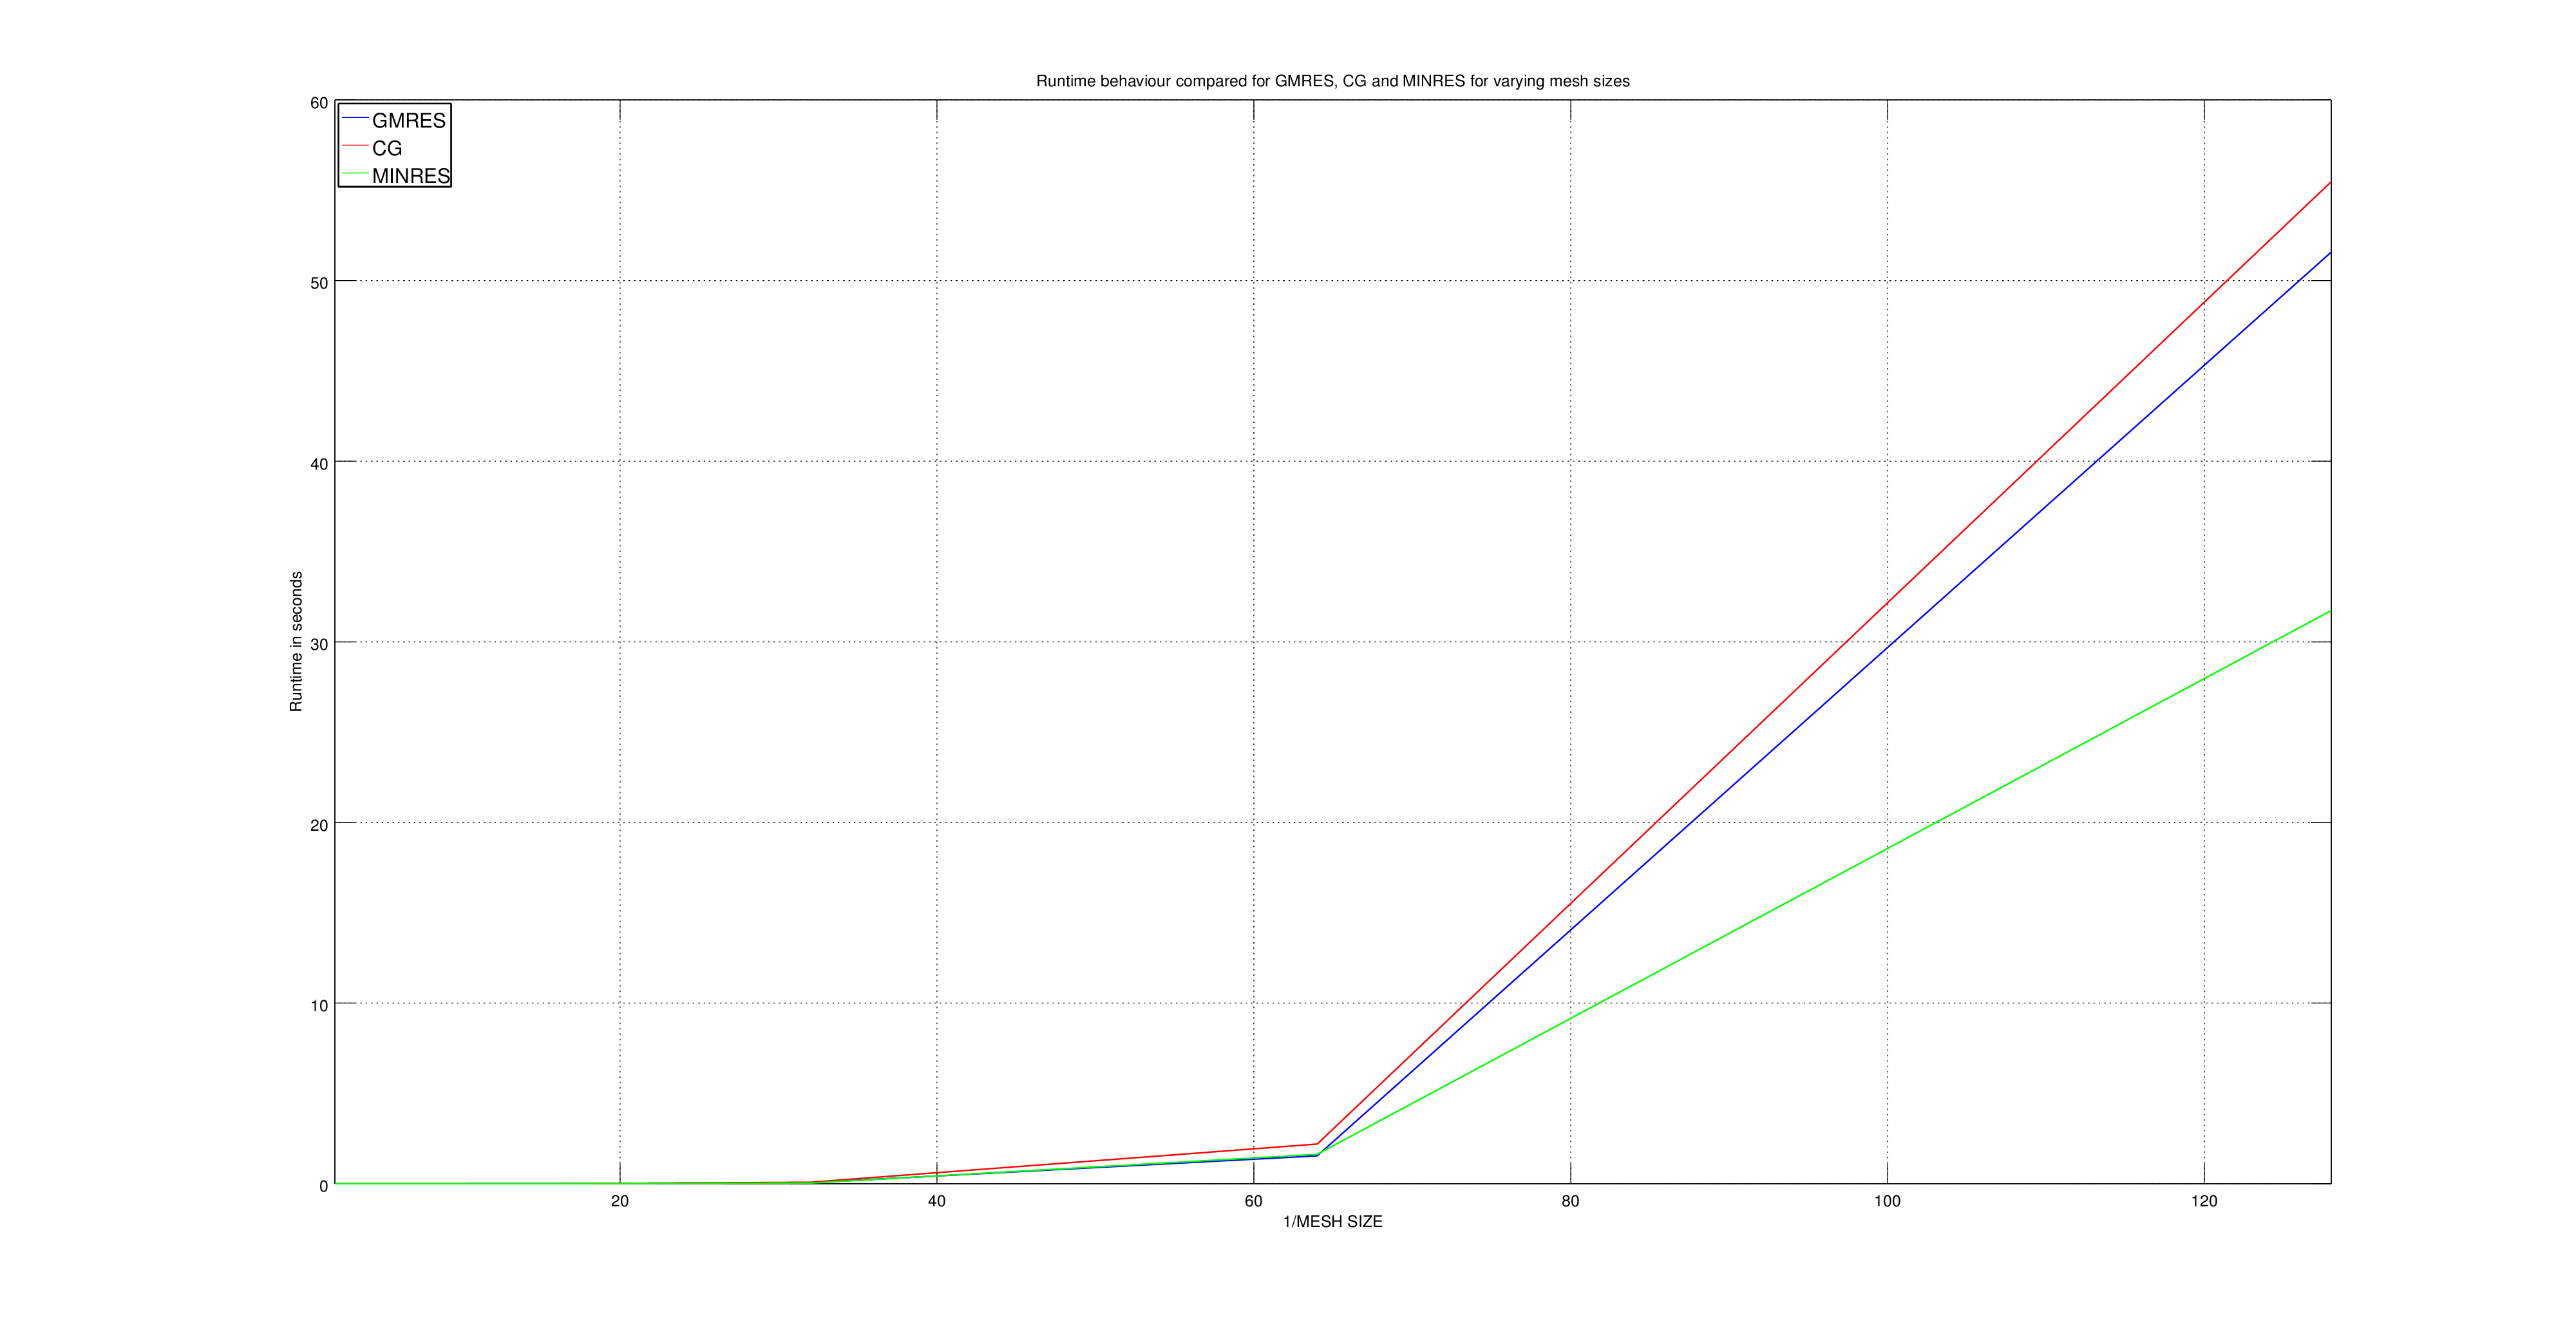 Runtime behaviour compared for GMRES, CG and MINRES for varying mesh sizes
60
GMRES
CG
MINRES
50
40
30
20
10
0
Runtime in seconds
20 40 60 80 100 120
1/MESH SIZE